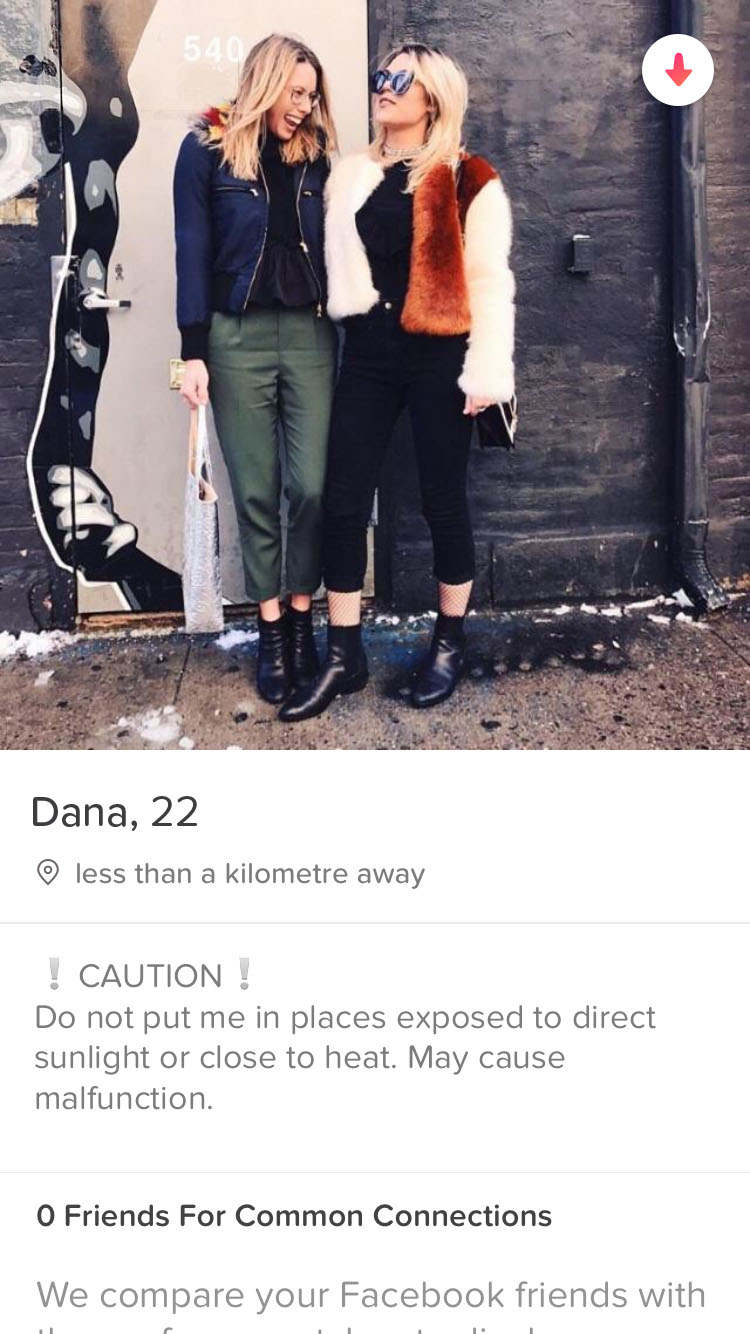 540
Dana, 22
less than a kilometre away
❕ CAUTION ❕
Do not put me in places exposed to direct
sunlight or close to heat. May cause
malfunction.
0 Friends For Common Connections
We compare your Facebook friends with